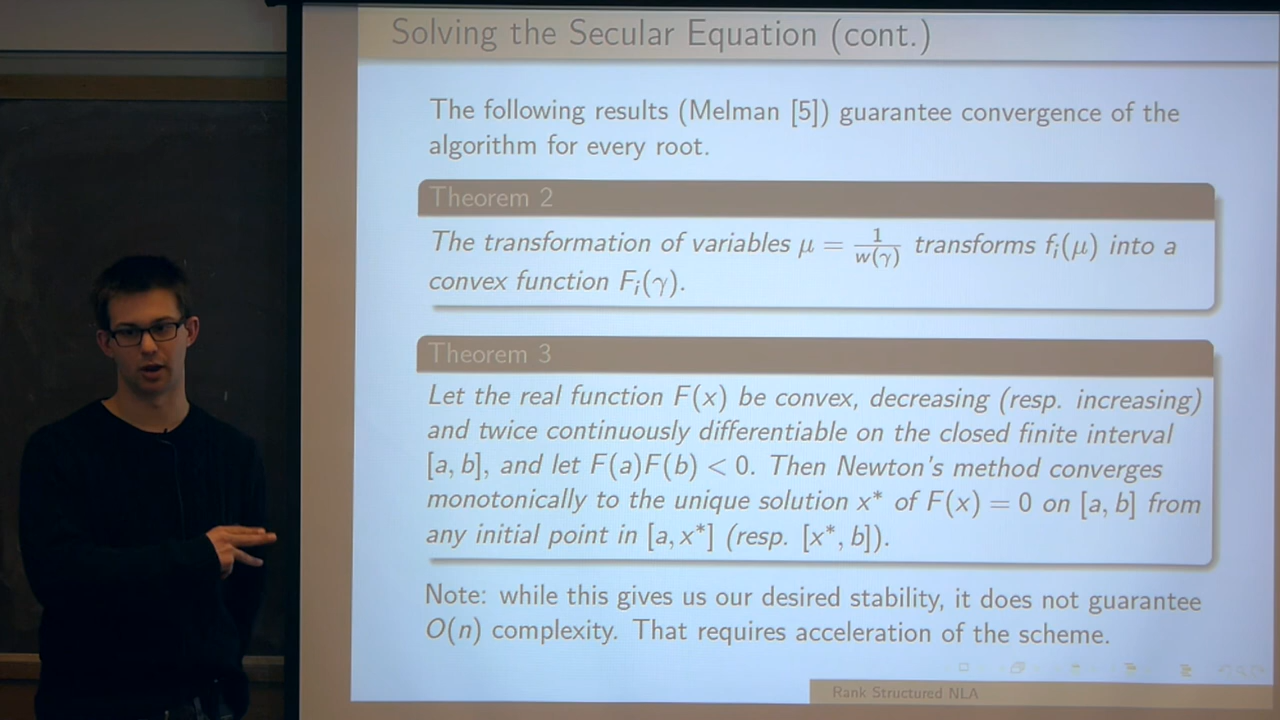 Solving the Secular Equation (cont.)
The following results (Melman [5]) guarantee convergence of the
algorithm for every root.
Theorem 2
The transformation of variables μ = 1/w(γ) transforms fᵢ(μ) into a
convex function Fᵢ(γ).
Theorem 3
Let the real function F(x) be convex, decreasing (resp. increasing)
and twice continuously differentiable on the closed finite interval
[a, b], and let F(a)F(b) < 0. Then Newton's method converges
monotonically to the unique solution x* of F(x) = 0 on [a, b] from
any initial point in [a, x*] (resp. [x*, b]).
Note: while this gives us our desired stability, it does not guarantee
O(n) complexity. That requires acceleration of the scheme.
Rank Structured NLA